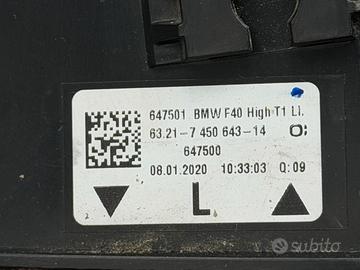 647501 BMW F40 High T1 LI.
63.21-7 450 643-14 O:
647500
08.01.2020 10:33:03 Q:09
L
subito